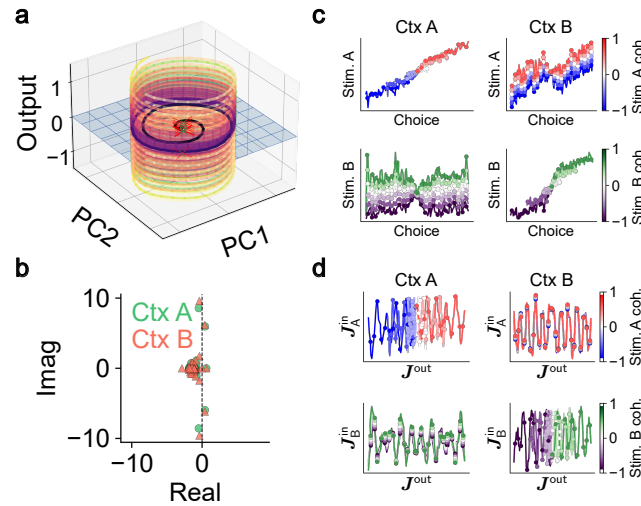 a
Output
1
0
−1
PC2
PC1
b
Imag
10
0
−10
Ctx A
Ctx B
−10
0
Real
c
Ctx A
Ctx B
Stim. A
Choice
Choice
1
0
−1
Stim. A coh.
Stim. B
Choice
Choice
1
0
−1
Stim. B coh.
d
Ctx A
Ctx B
J^in_A
J^out
J^in_A
J^out
1
0
−1
Stim. A coh.
J^in_B
J^out
J^in_B
J^out
1
0
−1
Stim. B coh.